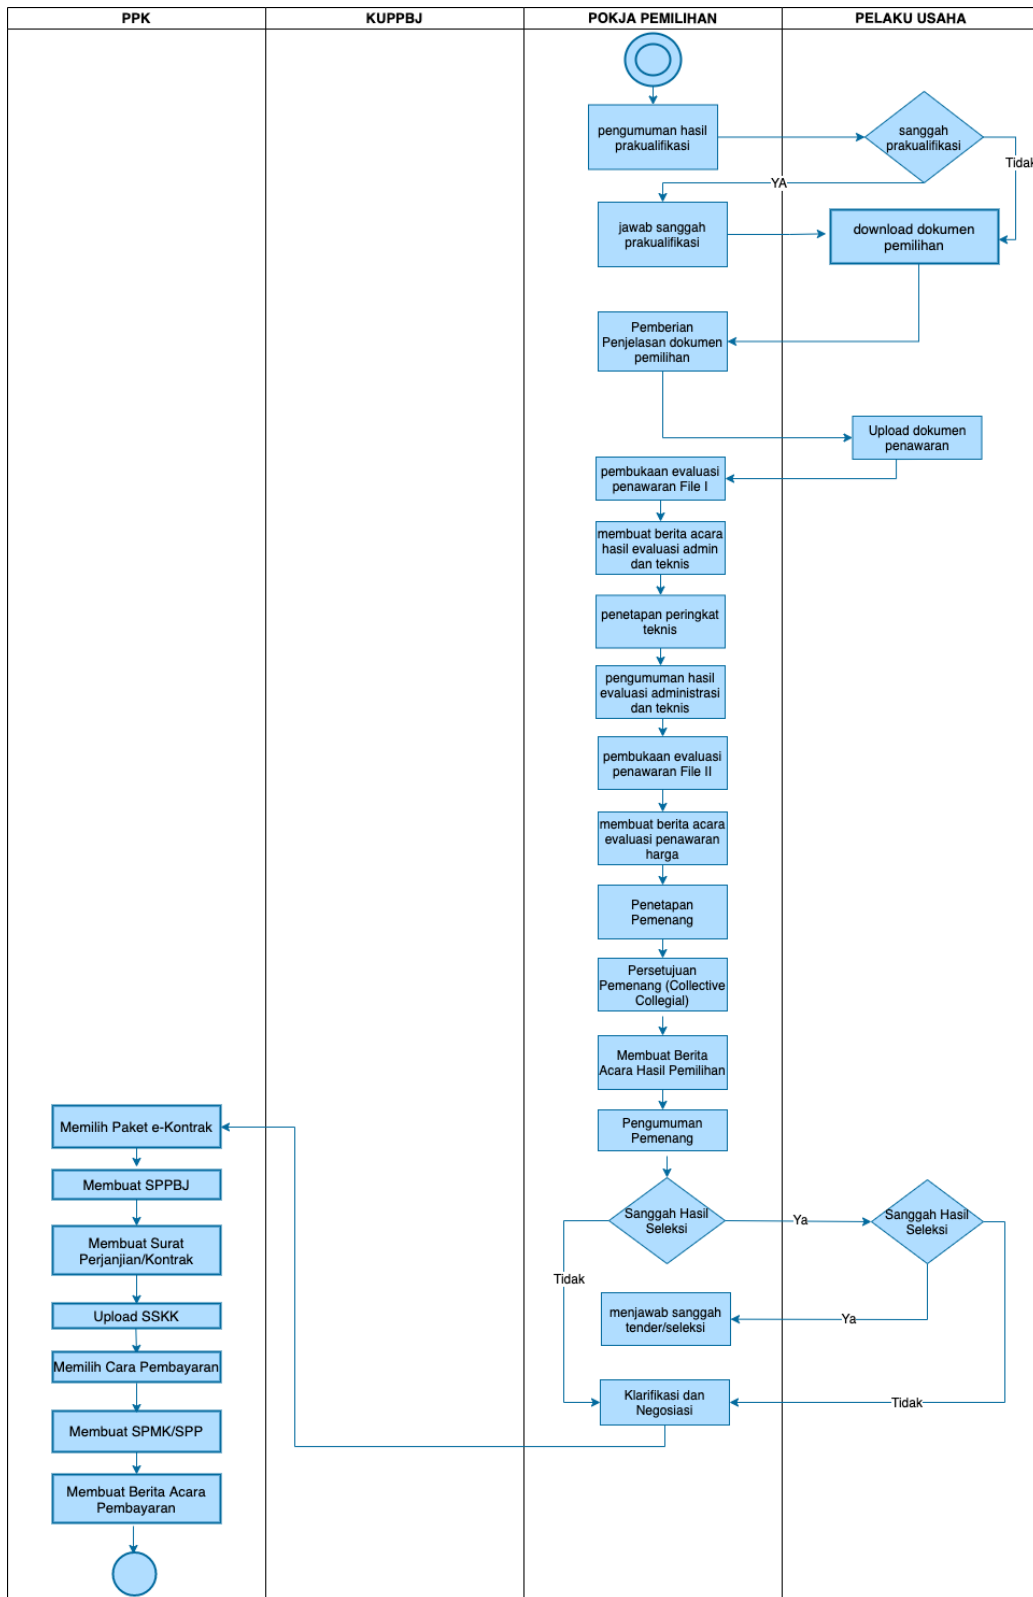 PPK
KUPPBJ
POKJA PEMILIHAN
PELAKU USAHA
pengumuman hasil
prakualifikasi
sanggah
prakualifikasi
Tidak
YA
jawab sanggah
prakualifikasi
download dokumen
pemilihan
Pemberian
Penjelasan dokumen
pemilihan
Upload dokumen
penawaran
pembukaan evaluasi
penawaran File I
membuat berita acara
hasil evaluasi admin
dan teknis
penetapan peringkat
teknis
pengumuman hasil
evaluasi administrasi
dan teknis
pembukaan evaluasi
penawaran File II
membuat berita acara
evaluasi penawaran
harga
Penetapan
Pemenang
Persetujuan
Pemenang (Collective
Collegial)
Membuat Berita
Acara Hasil Pemilihan
Pengumuman
Pemenang
Sanggah Hasil
Seleksi
Ya
Sanggah Hasil
Seleksi
Tidak
menjawab sanggah
tender/seleksi
Ya
Klarifikasi dan
Negosiasi
Tidak
Memilih Paket e-Kontrak
Membuat SPPBJ
Membuat Surat
Perjanjian/Kontrak
Upload SSKK
Memilih Cara Pembayaran
Membuat SPMK/SPP
Membuat Berita Acara
Pembayaran